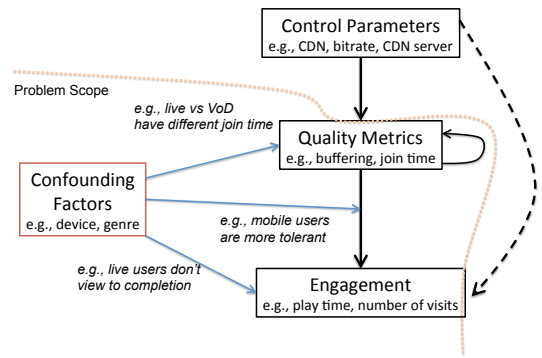 Control Parameters
e.g., CDN, bitrate, CDN server
Problem Scope
e.g., live vs VoD
have different join time
Quality Metrics
e.g., buffering, join time
Confounding
Factors
e.g., device, genre
e.g., mobile users
are more tolerant
e.g., live users don't
view to completion
Engagement
e.g., play time, number of visits